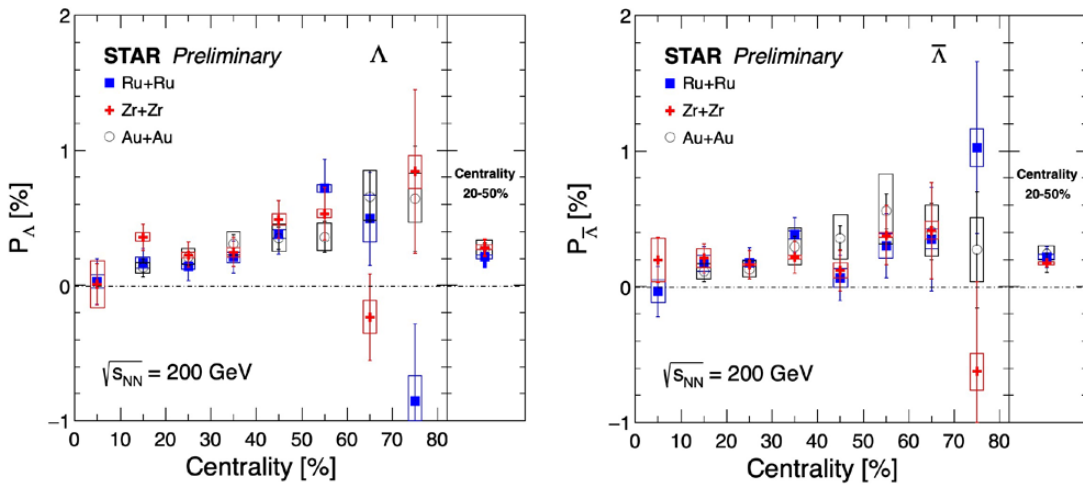 2
STAR Preliminary
Λ
Ru+Ru
Zr+Zr
Au+Au
1
Centrality
20-50%
P_Λ [%]
0
√s_NN = 200 GeV
−1
0 10 20 30 40 50 60 70 80
Centrality [%]
2
STAR Preliminary
Λ̅
Ru+Ru
Zr+Zr
Au+Au
1
Centrality
20-50%
P_Λ̅ [%]
0
√s_NN = 200 GeV
−1
0 10 20 30 40 50 60 70 80
Centrality [%]